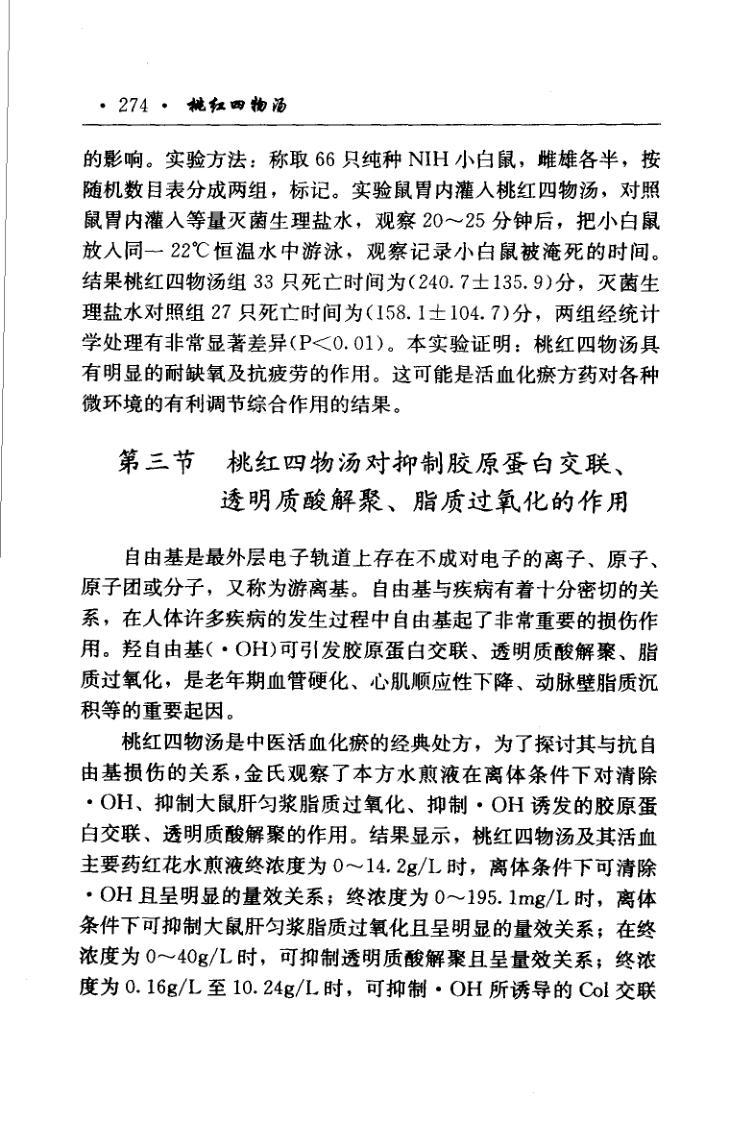 · 274 · 桃红四物汤
的影响。实验方法：称取 66 只纯种 NIH 小白鼠，雌雄各半，按
随机数目表分成两组，标记。实验鼠胃内灌入桃红四物汤，对照
鼠胃内灌入等量灭菌生理盐水，观察 20～25 分钟后，把小白鼠
放入同一 22℃恒温水中游泳，观察记录小白鼠被淹死的时间。
结果桃红四物汤组 33 只死亡时间为(240.7±135.9)分，灭菌生
理盐水对照组 27 只死亡时间为(158.1±104.7)分，两组经统计
学处理有非常显著差异(P<0.01)。本实验证明：桃红四物汤具
有明显的耐缺氧及抗疲劳的作用。这可能是活血化瘀方药对各种
微环境的有利调节综合作用的结果。
第三节 桃红四物汤对抑制胶原蛋白交联、
透明质酸解聚、脂质过氧化的作用
自由基是最外层电子轨道上存在不成对电子的离子、原子、
原子团或分子，又称为游离基。自由基与疾病有着十分密切的关
系，在人体许多疾病的发生过程中自由基起了非常重要的损伤作
用。羟自由基(·OH)可引发胶原蛋白交联、透明质酸解聚、脂
质过氧化，是老年期血管硬化、心肌顺应性下降、动脉壁脂质沉
积等的重要起因。
桃红四物汤是中医活血化瘀的经典处方，为了探讨其与抗自
由基损伤的关系，金氏观察了本方水煎液在离体条件下对清除
·OH、抑制大鼠肝匀浆脂质过氧化、抑制·OH 诱发的胶原蛋
白交联、透明质酸解聚的作用。结果显示，桃红四物汤及其活血
主要药红花水煎液终浓度为 0～14.2g/L 时，离体条件下可清除
·OH 且呈明显的量效关系；终浓度为 0～195.1mg/L 时，离体
条件下可抑制大鼠肝匀浆脂质过氧化且呈明显的量效关系；在终
浓度为 0～40g/L 时，可抑制透明质酸解聚且呈量效关系；终浓
度为 0.16g/L 至 10.24g/L 时，可抑制·OH 所诱导的 Col 交联